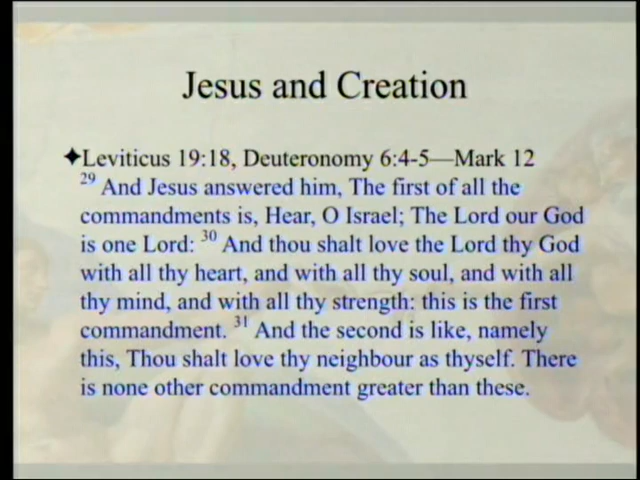 Jesus and Creation
✦Leviticus 19:18, Deuteronomy 6:4-5—Mark 12
29 And Jesus answered him, The first of all the
commandments is, Hear, O Israel; The Lord our God
is one Lord: 30 And thou shalt love the Lord thy God
with all thy heart, and with all thy soul, and with all
thy mind, and with all thy strength: this is the first
commandment. 31 And the second is like, namely
this, Thou shalt love thy neighbour as thyself. There
is none other commandment greater than these.